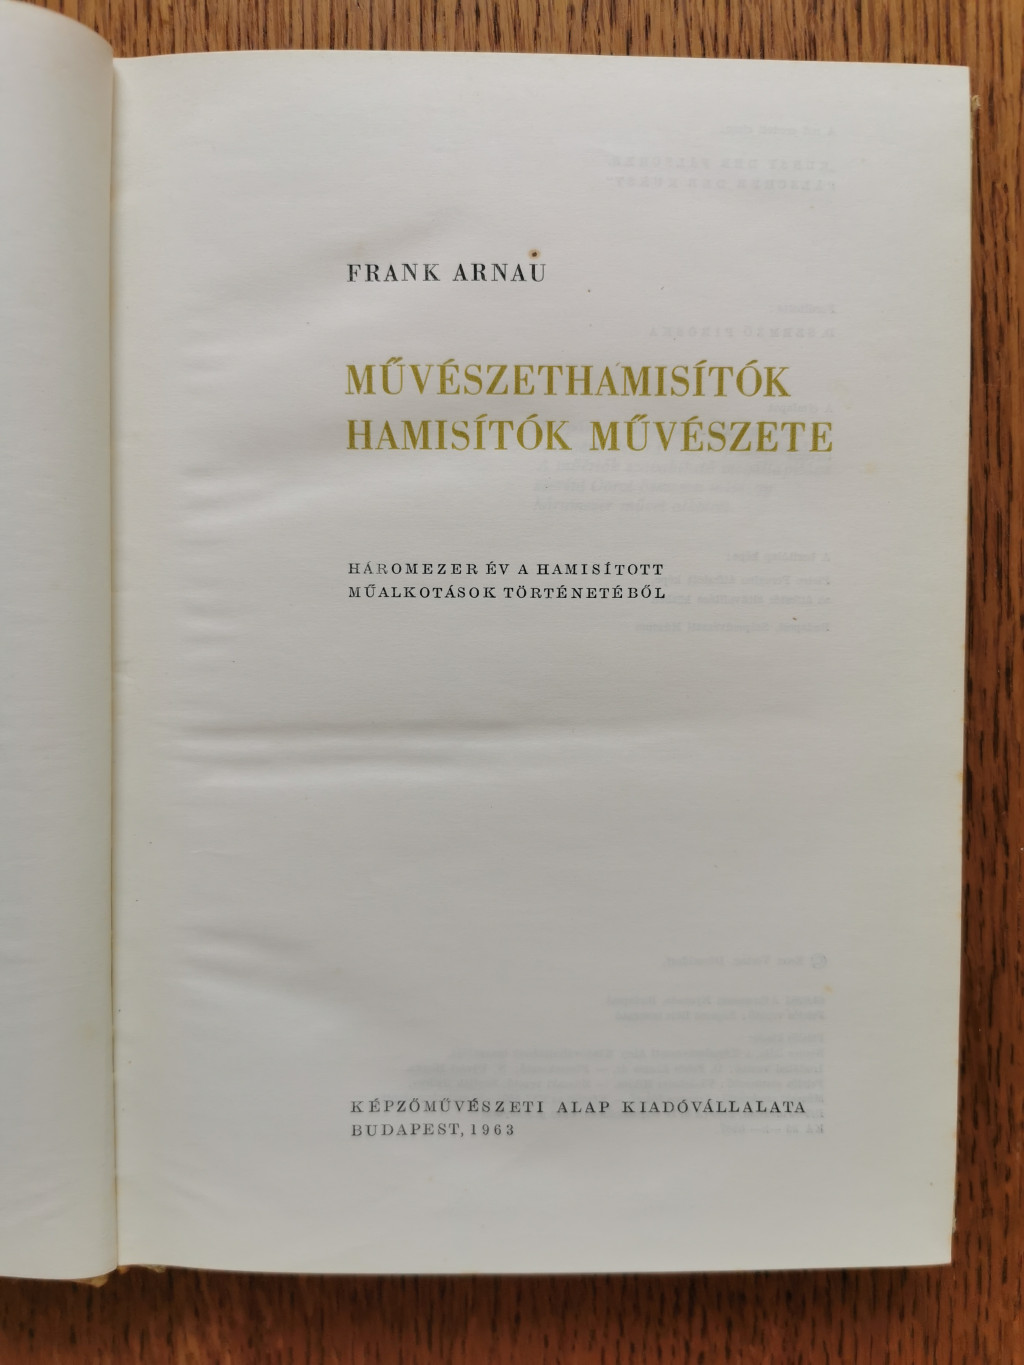 FRANK ARNAU
MŰVÉSZETHAMISÍTÓK
HAMISÍTÓK MŰVÉSZETE
HÁROMEZER ÉV A HAMISÍTOTT
MŰALKOTÁSOK TÖRTÉNETÉBŐL
KÉPZŐMŰVÉSZETI ALAP KIADÓVÁLLALATA
BUDAPEST, 1963